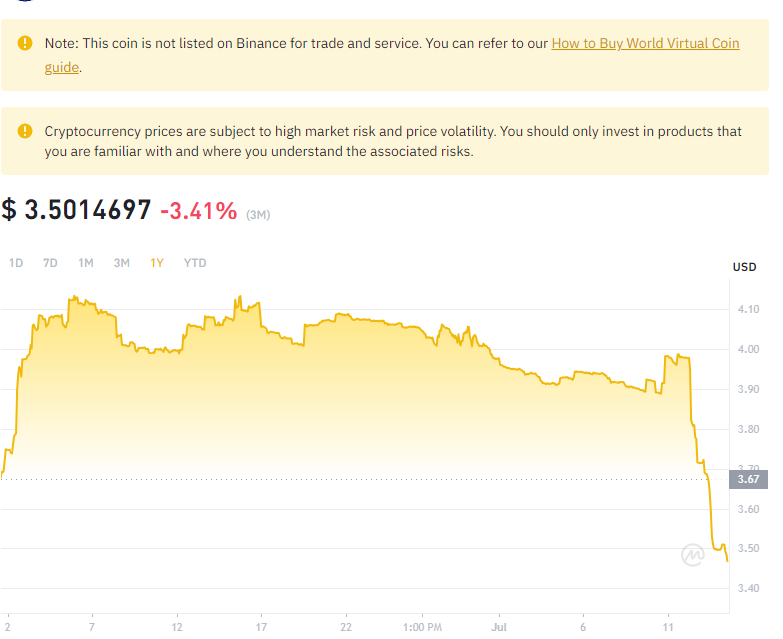 Note: This coin is not listed on Binance for trade and service. You can refer to our How to Buy World Virtual Coin
guide.
Cryptocurrency prices are subject to high market risk and price volatility. You should only invest in products that
you are familiar with and where you understand the associated risks.
$ 3.5014697 -3.41% (3M)
1D 7D 1M 3M 1Y YTD
USD
4.10
4.00
3.90
3.80
3.70
3.67
3.60
3.50
3.40
2 7 12 17 22 1:00 PM Jul 6 11